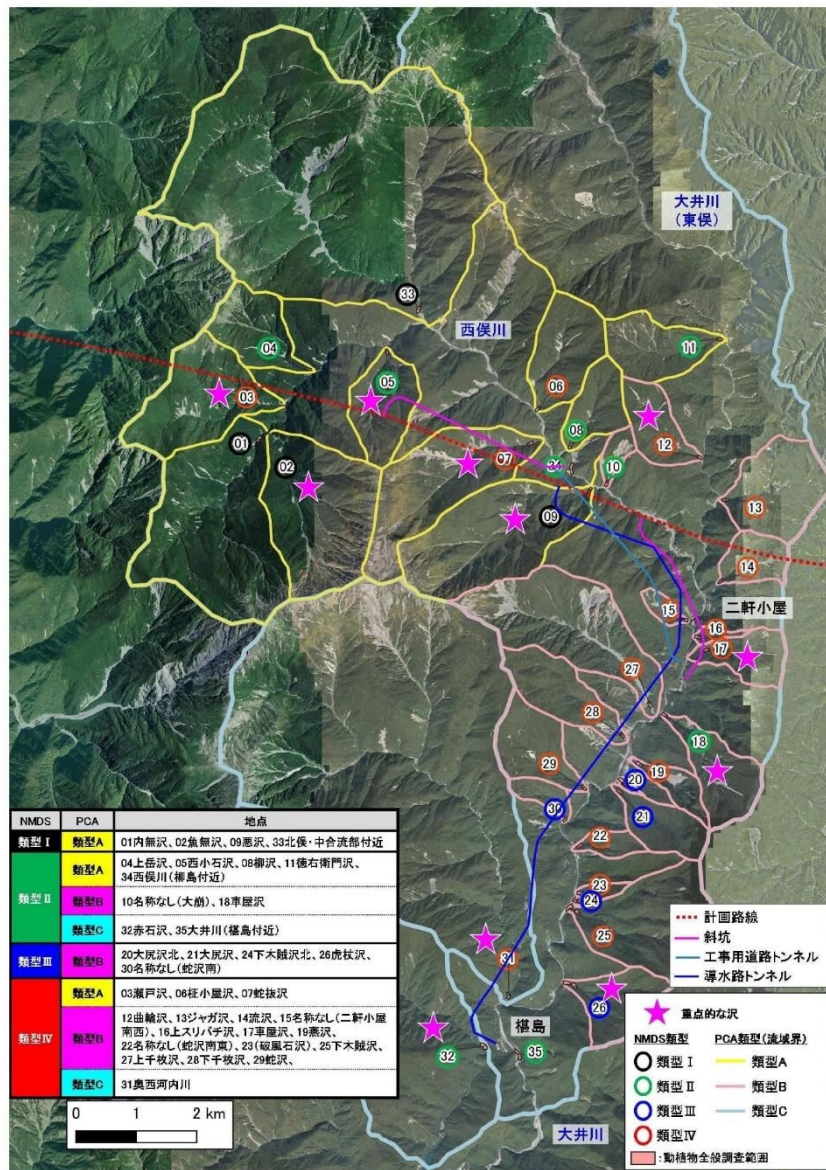 大井川
(東俣)
33
西俣川
04
11
05
06
03
08
12
01
07
34
10
02
09
13
14
二軒小屋
15
16
17
27
28
18
29
19
20
30
21
22
23
24
25
31
26
椹島
32
35
大井川
NMDS PCA 地点
類型Ⅰ 類型A 01内無沢、02魚無沢、09悪沢、33北俣・中合流部付近
類型Ⅱ 類型A 04上岳沢、05西小石沢、08柳沢、11徳右衛門沢、
34西俣川(柳島付近)
類型B 10名称なし(大崩)、18車屋沢
類型C 32赤石沢、35大井川(椹島付近)
類型Ⅲ 類型B 20大尻沢北、21大尻沢、24下木賊沢北、26虎杖沢、
30名称なし(蛇沢南)
類型Ⅳ 類型A 03瀬戸沢、06柾小屋沢、07蛇抜沢
類型B 12曲輪沢、13ジャガ沢、14流沢、15名称なし(二軒小屋
南西)、16上スリバチ沢、17車屋沢、19燕沢、
22名称なし(蛇沢南東)、23(破風石沢)、25下木賊沢、
27上千枚沢、28下千枚沢、29蛇沢、
類型C 31奥西河内川
0 1 2 km
計画路線
斜坑
工事用道路トンネル
導水路トンネル
重点的な沢
NMDS類型 PCA類型(流域界)
類型Ⅰ 類型A
類型Ⅱ 類型B
類型Ⅲ 類型C
類型Ⅳ
:動植物全般調査範囲